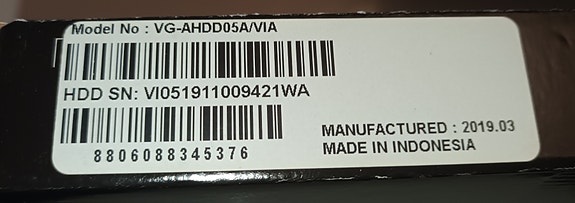 Model No : VG-AHDD05A/VIA
HDD SN: VI051911009421WA
8806088345376
MANUFACTURED : 2019.03
MADE IN INDONESIA